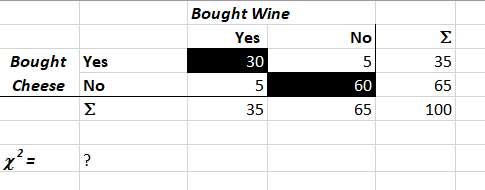 Bought Wine
Yes No Σ
Bought Yes 30 5 35
Cheese No 5 60 65
Σ 35 65 100
χ² = ?